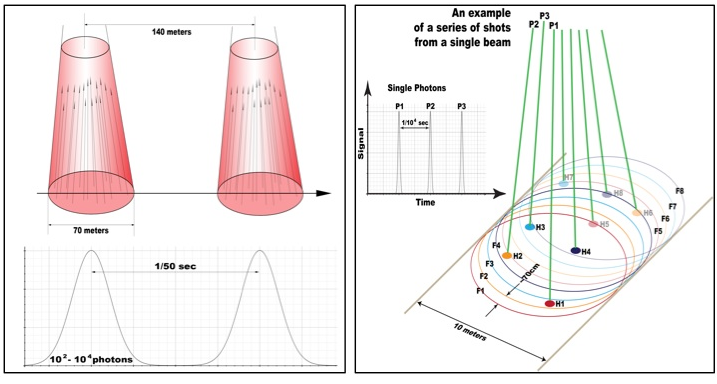 140 meters
70 meters
1/50 sec
10²- 10⁴photons
An example
of a series of shots
from a single beam
P2
P3
P1
Single Photons
P1
P2
P3
1/10⁴ sec
Signal
Time
H7
H8
H6
H5
H3
H4
H2
H1
F8
F7
F6
F5
F4
F3
F2
F1
~70cm
10 meters